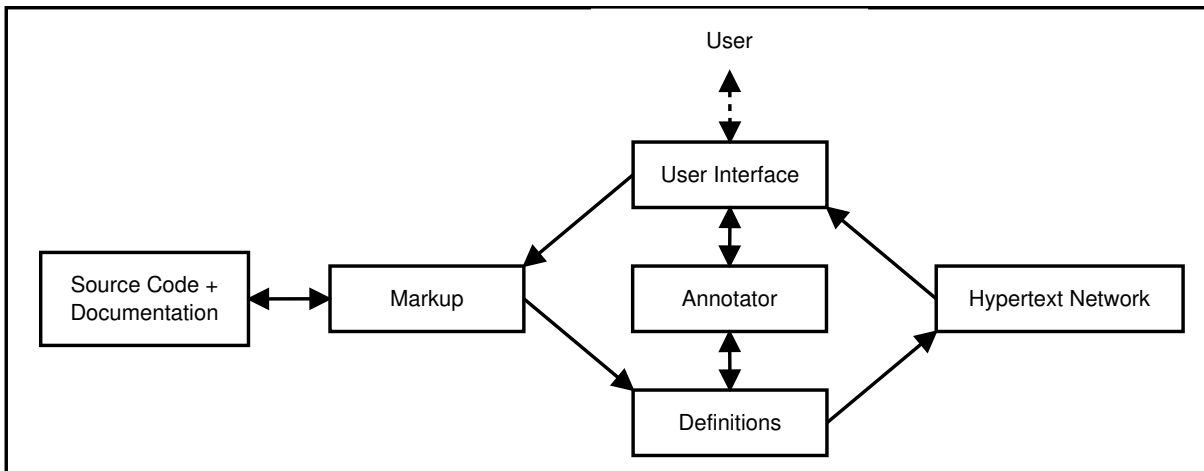 User
User Interface
Source Code +
Documentation
Markup
Annotator
Hypertext Network
Definitions